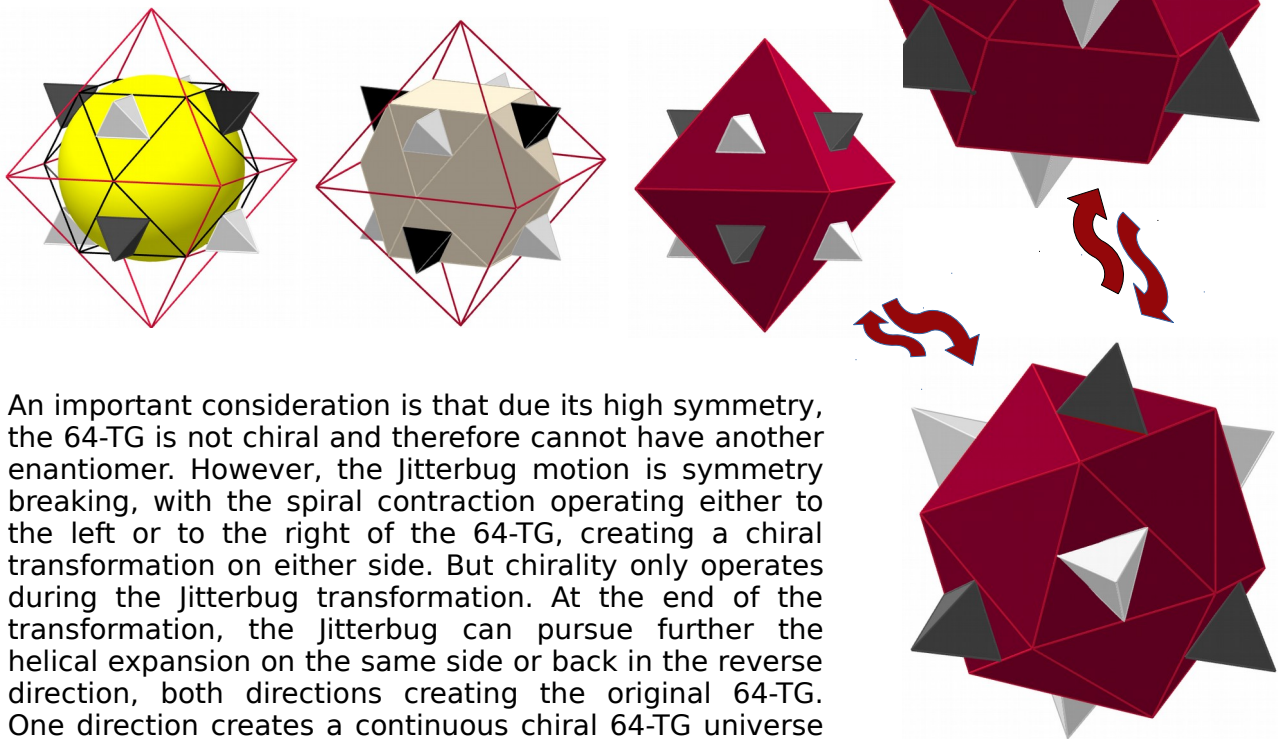 An important consideration is that due its high symmetry,
the 64-TG is not chiral and therefore cannot have another
enantiomer. However, the Jitterbug motion is symmetry
breaking, with the spiral contraction operating either to
the left or to the right of the 64-TG, creating a chiral
transformation on either side. But chirality only operates
during the Jitterbug transformation. At the end of the
transformation, the Jitterbug can pursue further the
helical expansion on the same side or back in the reverse
direction, both directions creating the original 64-TG.
One direction creates a continuous chiral 64-TG universe